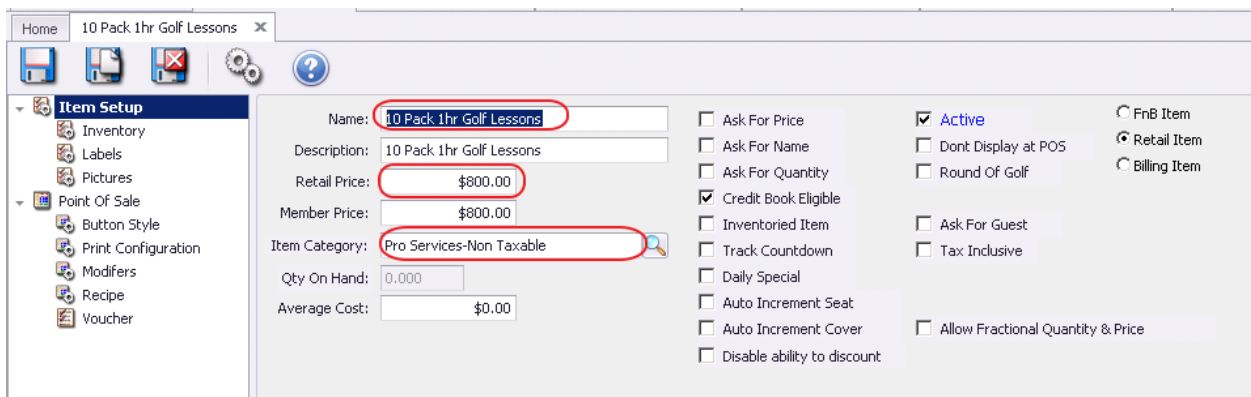 Home
10 Pack 1hr Golf Lessons
Item Setup
Inventory
Labels
Pictures
Point Of Sale
Button Style
Print Configuration
Modifers
Recipe
Voucher
Name: 10 Pack 1hr Golf Lessons
Description: 10 Pack 1hr Golf Lessons
Retail Price: $800.00
Member Price: $800.00
Item Category: Pro Services-Non Taxable
Qty On Hand: 0.000
Average Cost: $0.00
Ask For Price
Ask For Name
Ask For Quantity
Credit Book Eligible
Inventoried Item
Track Countdown
Daily Special
Auto Increment Seat
Auto Increment Cover
Disable ability to discount
Active
Dont Display at POS
Round Of Golf
Ask For Guest
Tax Inclusive
Allow Fractional Quantity & Price
FnB Item
Retail Item
Billing Item